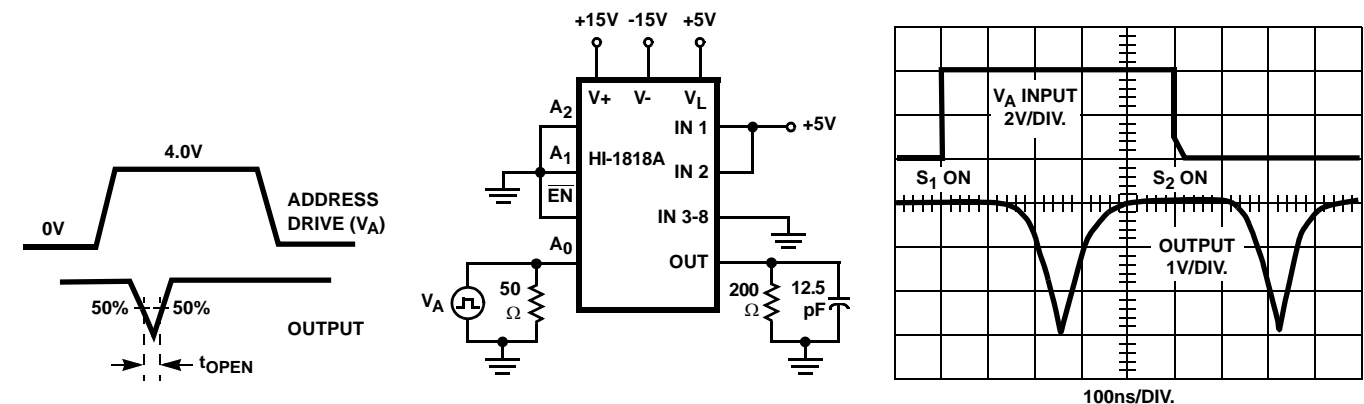 4.0V
0V
ADDRESS
DRIVE (VA)
50%
50%
OUTPUT
tOPEN
+15V
-15V
+5V
V+
V-
VL
A2
A1
EN
A0
HI-1818A
IN 1
IN 2
IN 3-8
OUT
+5V
VA
50
Ω
200
Ω
12.5
pF
VA INPUT
2V/DIV.
S1 ON
S2 ON
OUTPUT
1V/DIV.
100ns/DIV.